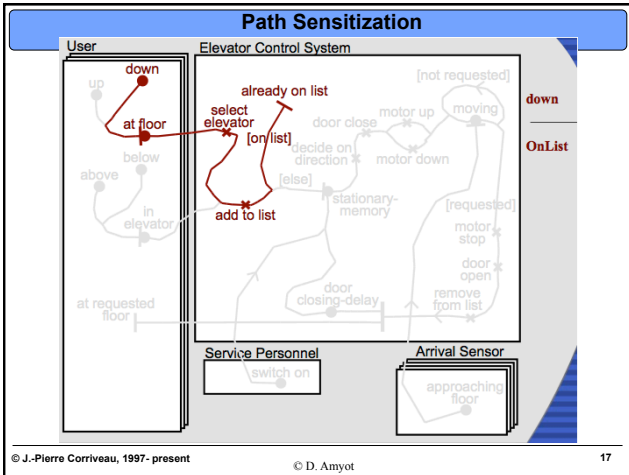 Path Sensitization
User
Elevator Control System
down
up
already on list
[not requested]
down
select
elevator
motor up
moving
at floor
door close
[on list]
OnList
decide on
direction
motor down
below
above
[else]
stationary-
memory
[requested]
add to list
in
elevator
motor
stop
door
open
door
closing-delay
remove
from list
at requested
floor
Service Personnel
Arrival Sensor
switch on
approaching
floor
© J.-Pierre Corriveau, 1997- present
© D. Amyot
17